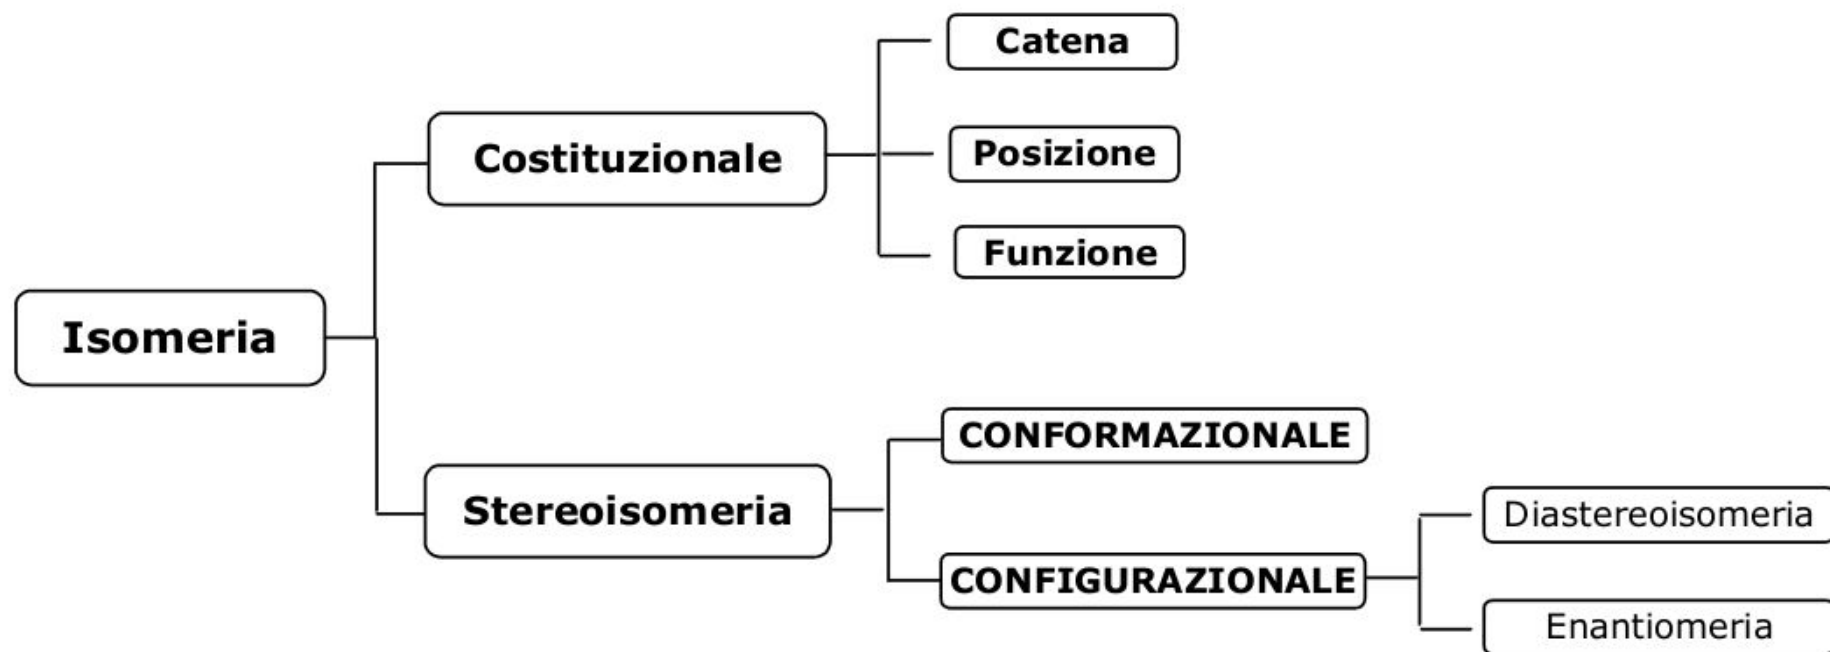 Isomeria
Costituzionale
Catena
Posizione
Funzione
Stereoisomeria
CONFORMAZIONALE
CONFIGURAZIONALE
Diastereoisomeria
Enantiomeria